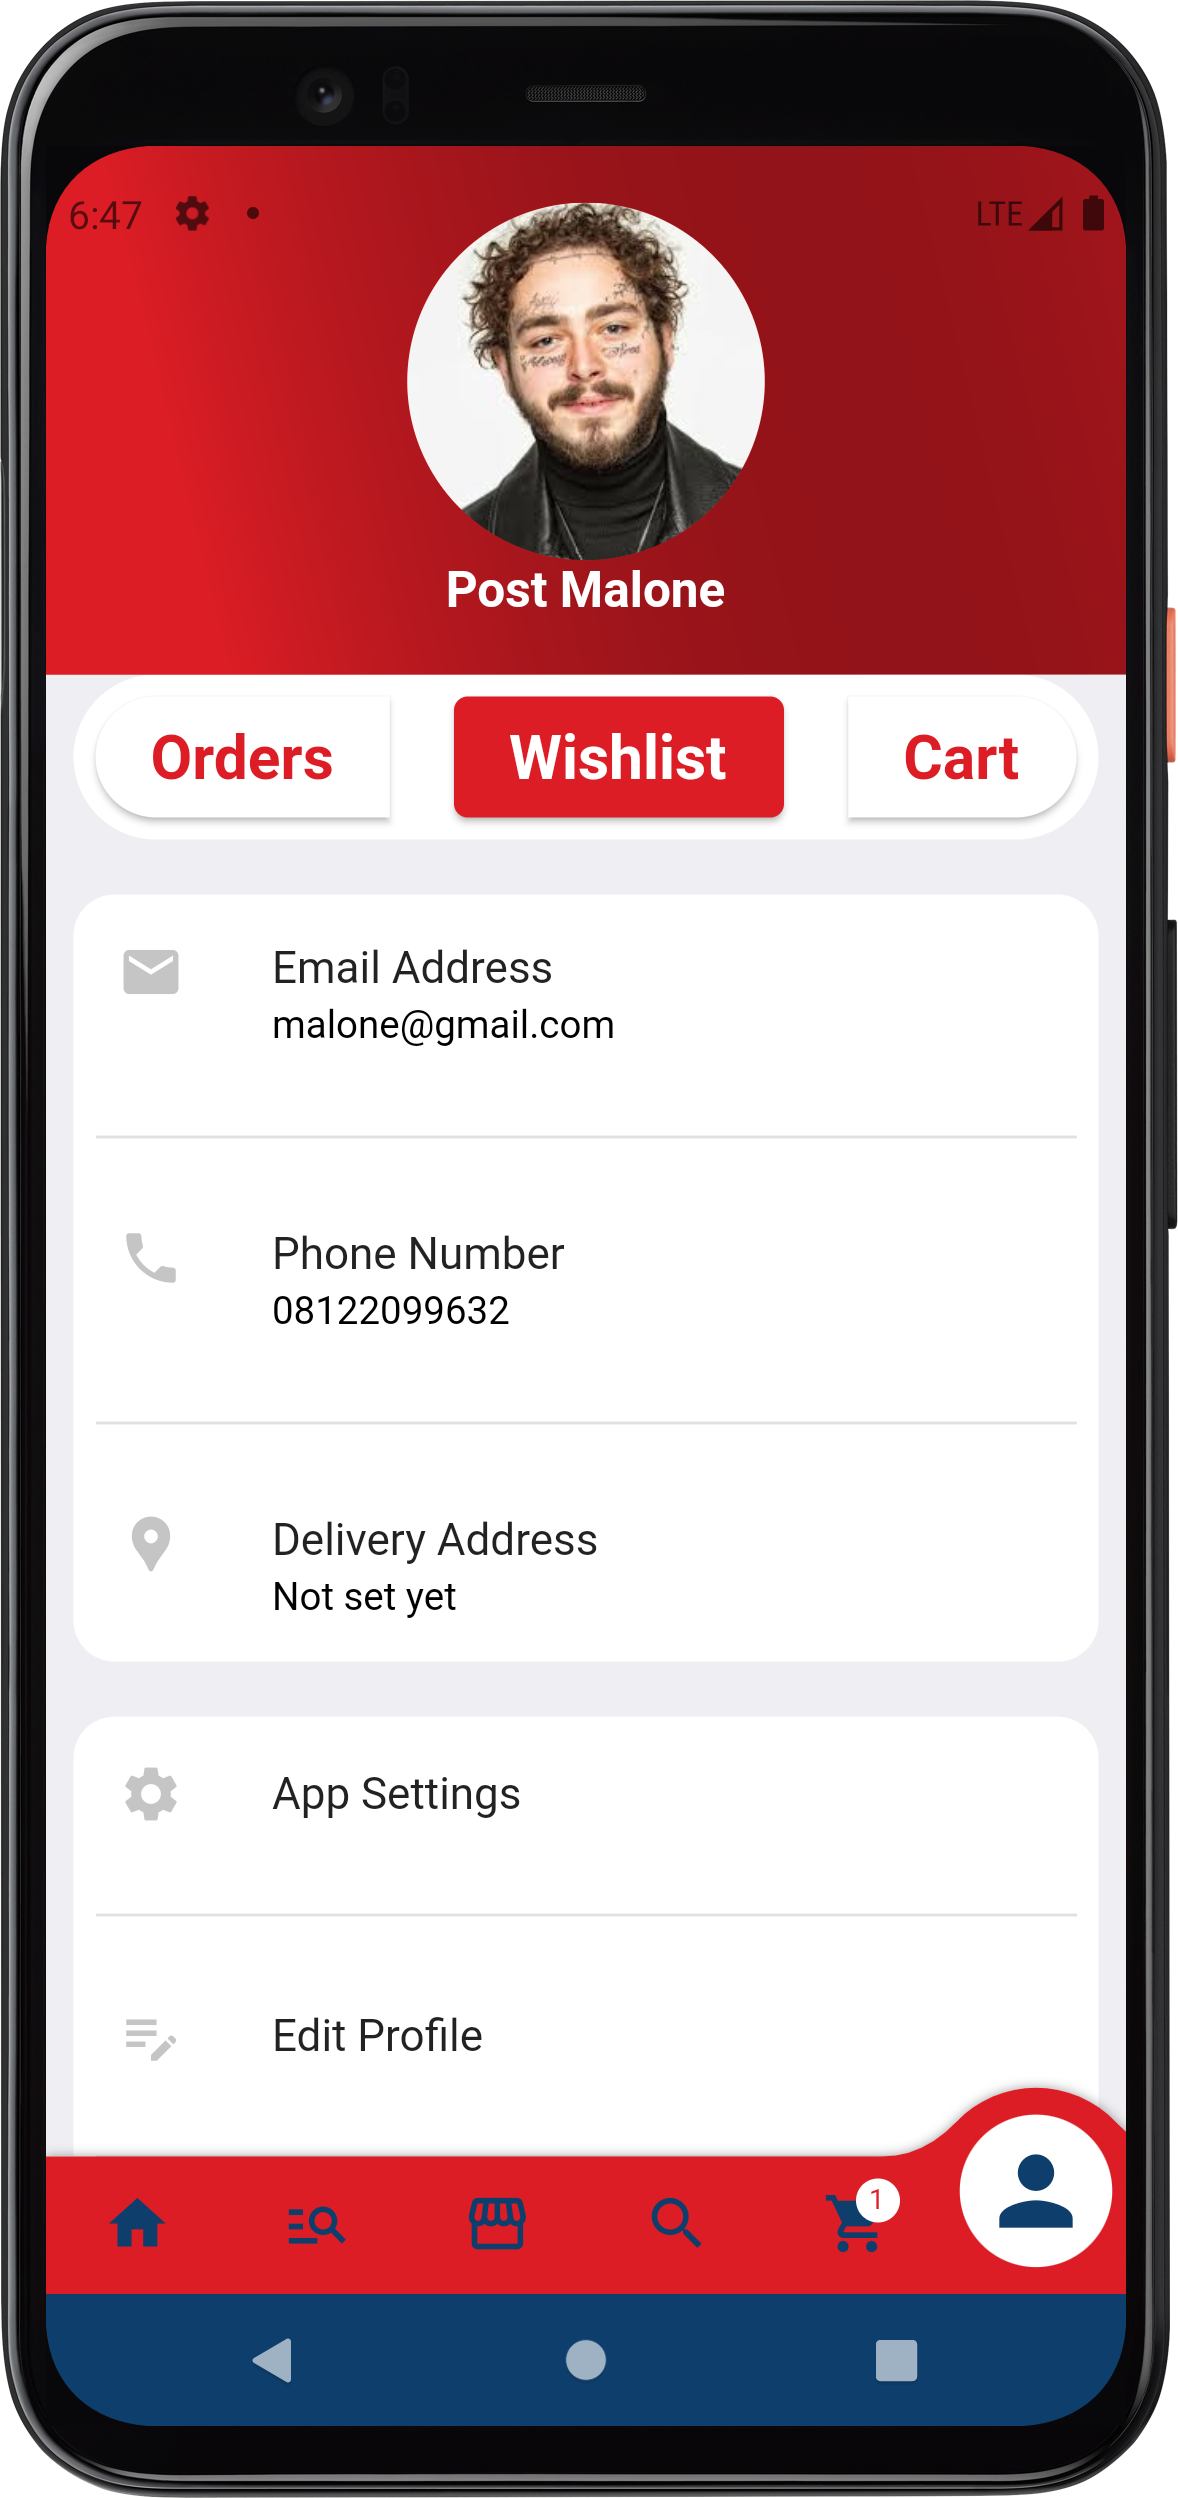 6:47
LTE
Post Malone
Orders
Wishlist
Cart
Email Address
malone@gmail.com
Phone Number
08122099632
Delivery Address
Not set yet
App Settings
Edit Profile
1